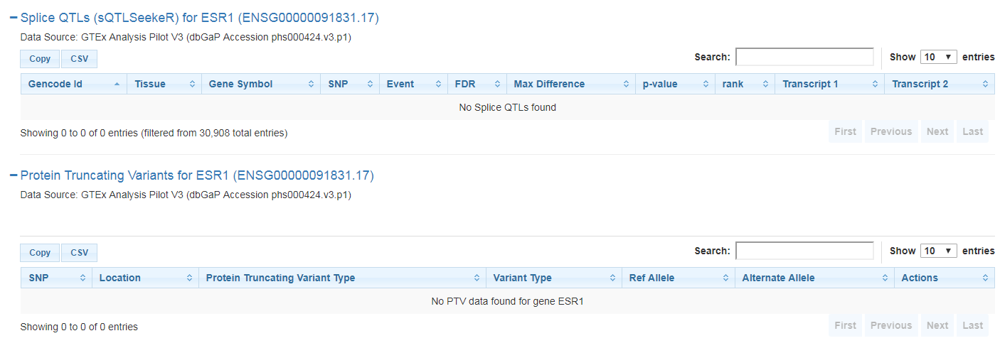 Splice QTLs (sQTLSeekeR) for ESR1 (ENSG00000091831.17)
Data Source: GTEx Analysis Pilot V3 (dbGaP Accession phs000424.v3.p1)
Copy CSV Search: Show 10 entries
Gencode Id Tissue Gene Symbol SNP Event FDR Max Difference p-value rank Transcript 1 Transcript 2
No Splice QTLs found
Showing 0 to 0 of 0 entries (filtered from 30,908 total entries) First Previous Next Last
Protein Truncating Variants for ESR1 (ENSG00000091831.17)
Data Source: GTEx Analysis Pilot V3 (dbGaP Accession phs000424.v3.p1)
Copy CSV Search: Show 10 entries
SNP Location Protein Truncating Variant Type Variant Type Ref Allele Alternate Allele Actions
No PTV data found for gene ESR1
Showing 0 to 0 of 0 entries First Previous Next Last